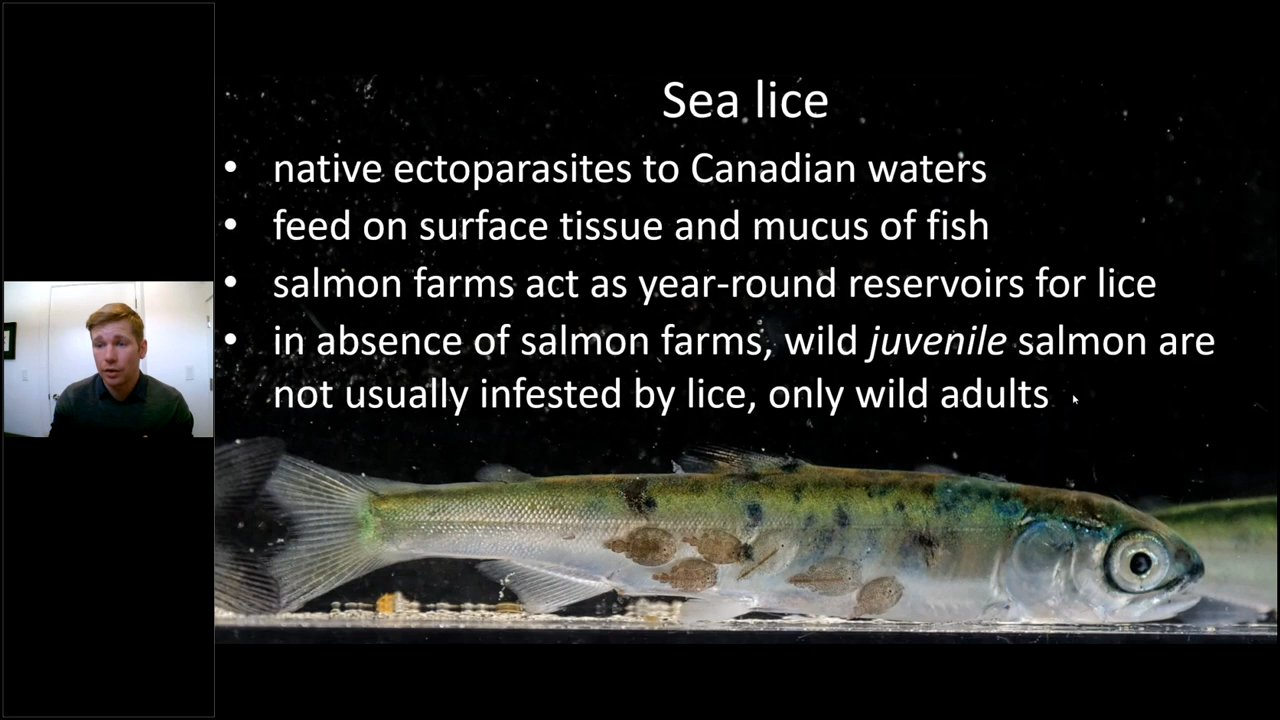 Sea lice
• native ectoparasites to Canadian waters
• feed on surface tissue and mucus of fish
• salmon farms act as year-round reservoirs for lice
• in absence of salmon farms, wild juvenile salmon are
not usually infested by lice, only wild adults